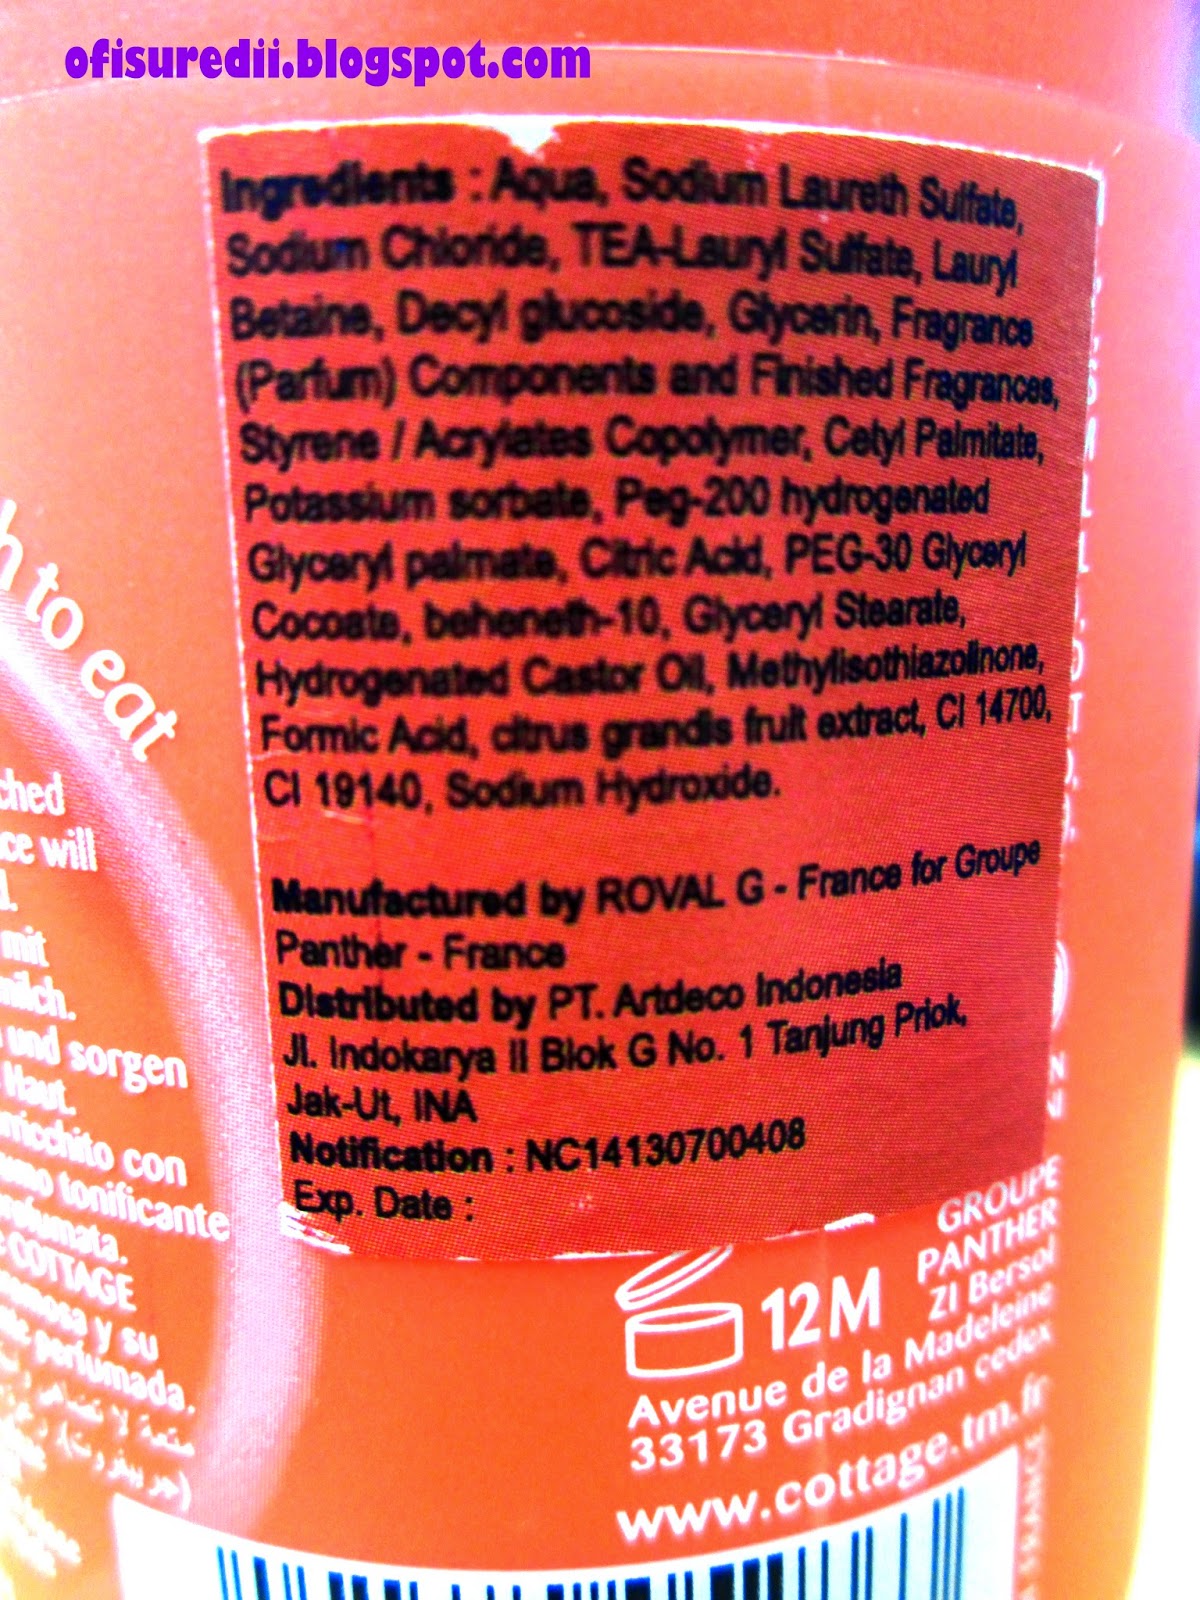 ofisuredii.blogspot.com
Ingredients : Aqua, Sodium Laureth Sulfate,
Sodium Chloride, TEA-Lauryl Sulfate, Lauryl
Betaine, Decyl glucoside, Glycerin, Fragrance
(Parfum) Components and Finished Fragrances,
Styrene / Acrylates Copolymer, Cetyl Palmitate,
Potassium sorbate, Peg-200 hydrogenated
Glyceryl palmate, Citric Acid, PEG-30 Glyceryl
Cocoate, beheneth-10, Glyceryl Stearate,
Hydrogenated Castor Oil, Methylisothiazolinone,
Formic Acid, citrus grandis fruit extract, CI 14700,
CI 19140, Sodium Hydroxide.
Manufactured by ROVAL G - France for Groupe
Panther - France
Distributed by PT. Artdeco Indonesia
Jl. Indokarya II Blok G No. 1 Tanjung Priok,
Jak-Ut, INA
Notification : NC14130700408
Exp. Date :
to eat
will
mit
und sorgen
Haut.
con
tonificante
COTTAGE
y su
perfumada.
12M
GROUPE
PANTHER
ZI Bersol
Avenue de la Madeleine
33173 Gradignan cedex
www.cottage.tm.fr
FRANCE